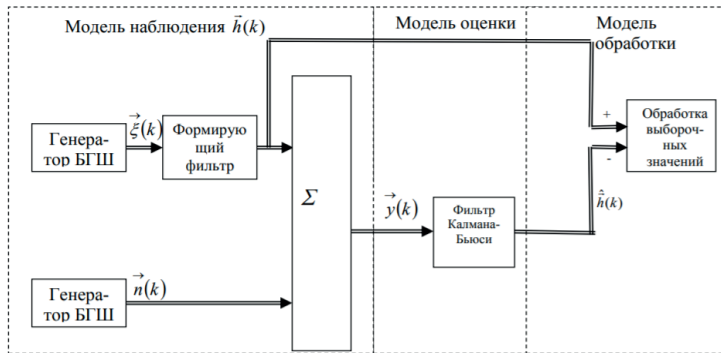 Модель наблюдения h(k)
Модель оценки
Модель
обработки
ξ(k)
Генера-
тор БГШ
Формирую
щий
фильтр
Σ
+
-
Обработка
выбороч-
ных
значений
y(k)
Фильтр
Калмана-
Бьюси
ĥ(k)
n(k)
Генера-
тор БГШ